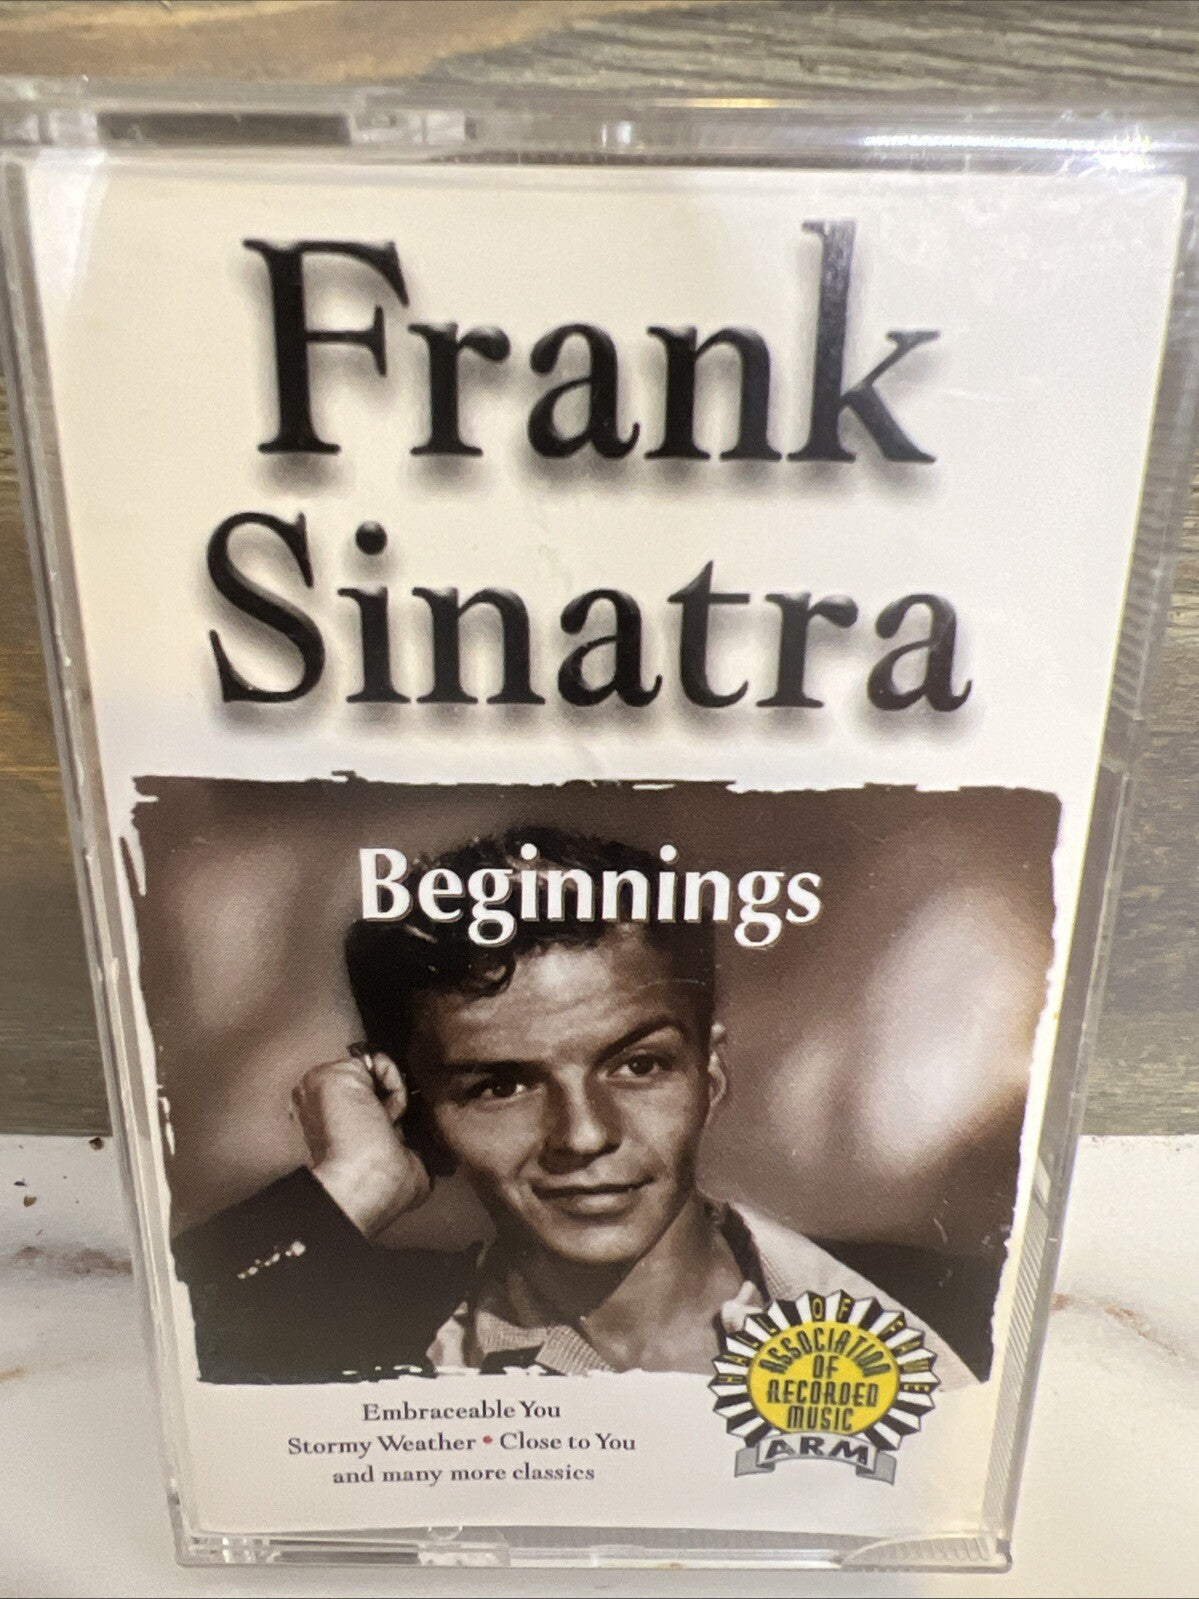 Frank
Sinatra
Beginnings
Embraceable You
Stormy Weather • Close to You
and many more classics
HALL OF FAME
ASSOCIATION
OF
RECORDED
MUSIC
ARM